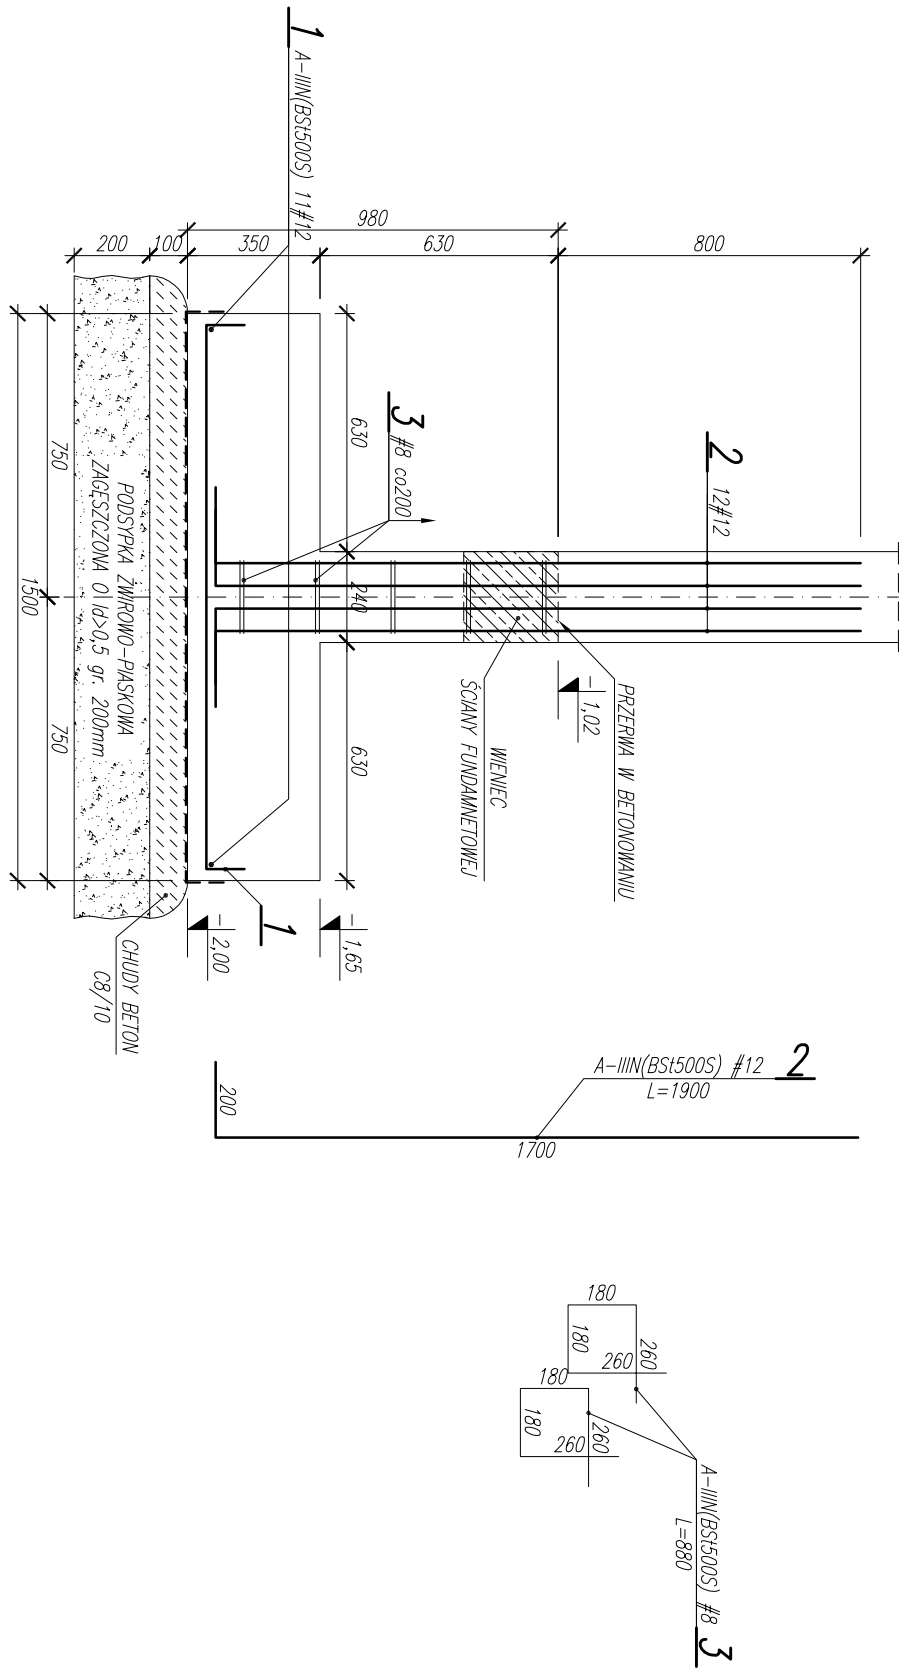 1
A-IIIN(BSt500S) 11#12
980
200
100
350
630
800
3
#8 co200
2
12#12
630
240
630
750
750
1500
PODSYPKA ŻWIROWO-PIASKOWA
ZAGĘSZCZONA O Id>0,5 gr. 200mm
PRZERWA W BETONOWANIU
- 1,02
WIENIEC
ŚCIANY FUNDAMNETOWEJ
1
- 1,65
- 2,00
CHUDY BETON
C8/10
2
A-IIIN(BSt500S) #12
L=1900
200
1700
180
180
260
260
180
180
260
260
A-IIIN(BSt500S) #8
L=880
3